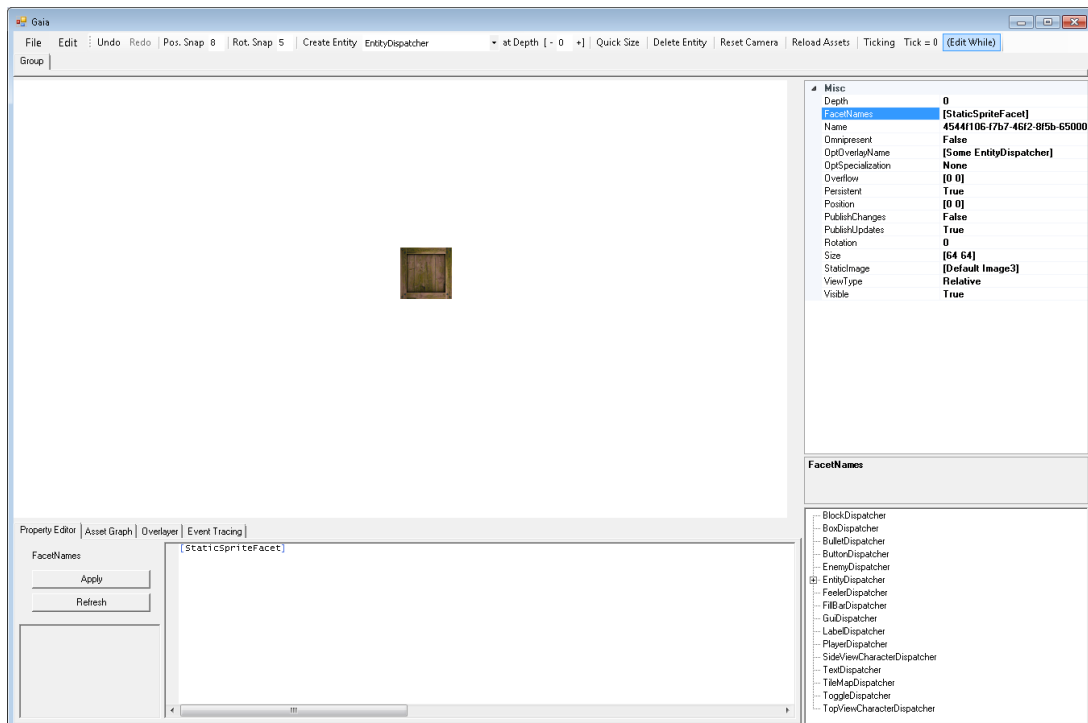 Gaia
File Edit Undo Redo Pos. Snap 8 Rot. Snap 5 Create Entity EntityDispatcher at Depth [ - 0 +] Quick Size Delete Entity Reset Camera Reload Assets Ticking Tick = 0 (Edit While)
Group
Misc
Depth 0
FacetNames [StaticSpriteFacet]
Name 4544f106-f7b7-46f2-8f5b-65000
Omnipresent False
OptOverlayName [Some EntityDispatcher]
OptSpecialization None
Overflow [0 0]
Persistent True
Position [0 0]
PublishChanges False
PublishUpdates True
Rotation 0
Size [64 64]
StaticImage [Default Image3]
ViewType Relative
Visible True
FacetNames
Property Editor Asset Graph Overlayer Event Tracing
FacetNames
Apply
Refresh
[StaticSpriteFacet]
BlockDispatcher
BoxDispatcher
BulletDispatcher
ButtonDispatcher
EnemyDispatcher
EntityDispatcher
FeelerDispatcher
FillBarDispatcher
GuiDispatcher
LabelDispatcher
PlayerDispatcher
SideViewCharacterDispatcher
TextDispatcher
TileMapDispatcher
ToggleDispatcher
TopViewCharacterDispatcher